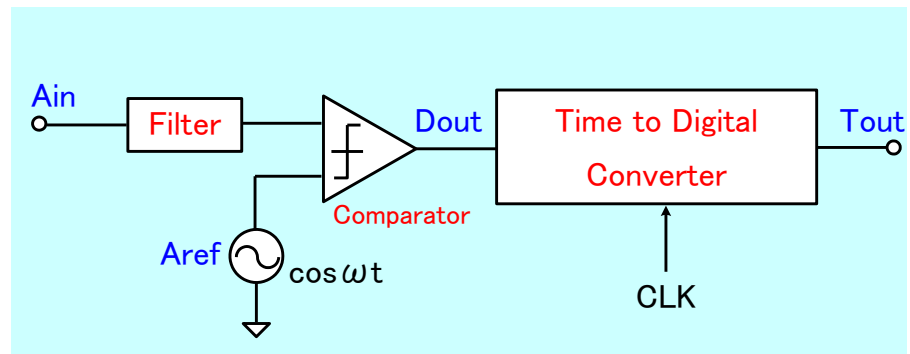 Ain
Filter
Aref
cosωt
Comparator
Dout
Time to Digital
Converter
CLK
Tout